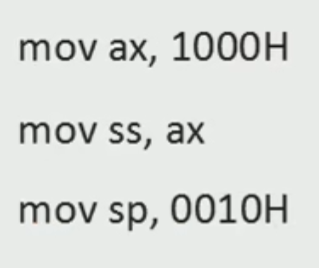 mov ax, 1000H
mov ss, ax
mov sp, 0010H